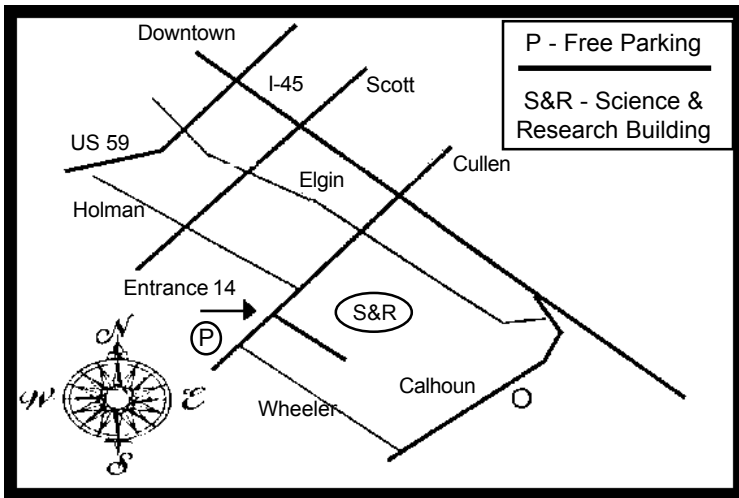 Downtown
P - Free Parking
I-45
Scott
S&R - Science &
Research Building
US 59
Cullen
Elgin
Holman
Entrance 14
S&R
P
N
W
E
S
Calhoun
Wheeler
O